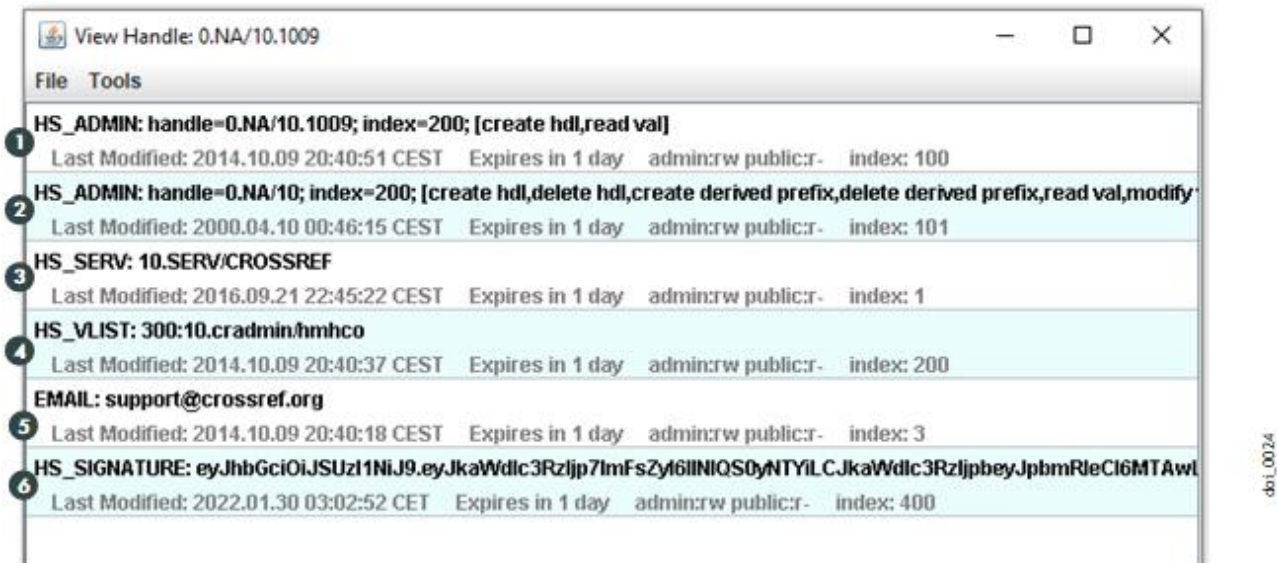 View Handle: 0.NA/10.1009
File Tools
HS_ADMIN: handle=0.NA/10.1009; index=200; [create hdl,read val]
1
Last Modified: 2014.10.09 20:40:51 CEST Expires in 1 day admin:rw public:r- index: 100
HS_ADMIN: handle=0.NA/10; index=200; [create hdl,delete hdl,create derived prefix,delete derived prefix,read val,modify
2
Last Modified: 2000.04.10 00:46:15 CEST Expires in 1 day admin:rw public:r- index: 101
HS_SERV: 10.SERV/CROSSREF
3
Last Modified: 2016.09.21 22:45:22 CEST Expires in 1 day admin:rw public:r- index: 1
HS_VLIST: 300:10.cradmin/hmhco
4
Last Modified: 2014.10.09 20:40:37 CEST Expires in 1 day admin:rw public:r- index: 200
EMAIL: support@crossref.org
5
Last Modified: 2014.10.09 20:40:18 CEST Expires in 1 day admin:rw public:r- index: 3
HS_SIGNATURE:
6
Last Modified: 2022.01.30 03:02:52 CET Expires in 1 day admin:rw public:r- index: 400
doi_0024